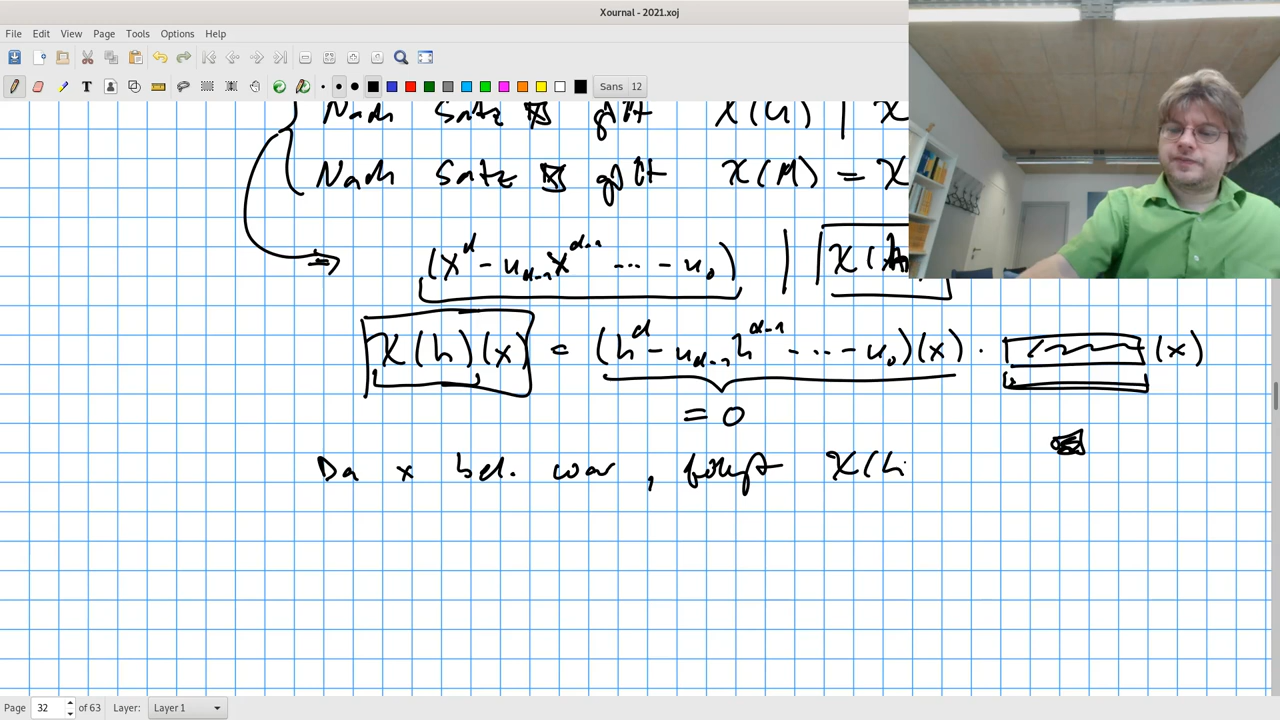 Xournal - 2021.xoj
File Edit View Page Tools Options Help
Sans 12
Nach Satz gilt χ(U) | χ
Nach Satz gilt χ(M) = χ
⇒ (X^d - u_{d-1}X^{d-1} ... - u_0) | χ(A
χ(h)(x) = (h^d - u_{d-1}h^{d-1} - ... - u_0)(x) · (x)
= 0
Da x bel. war, folgt χ(h
Page 32 of 63 Layer: Layer 1